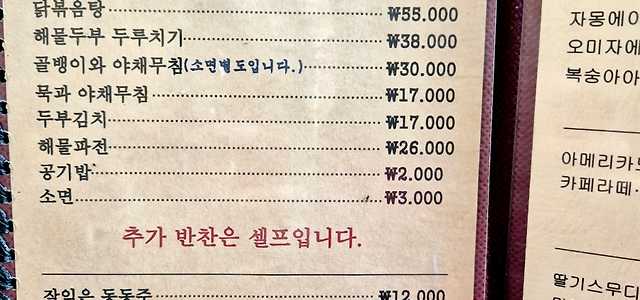 닭볶음탕 ₩55.000
해물두부 두루치기 ₩38.000
골뱅이와 야채무침(소면별도입니다.) ₩30.000
묵과 야채무침 ₩17.000
두부김치 ₩17.000
해물파전 ₩26.000
공기밥 ₩2.000
소면 ₩3.000
추가 반찬은 셀프입니다.
동동주 ₩12.000
자몽에이
오미자에
복숭아아
아메리카노
카페라떼
딸기스무디